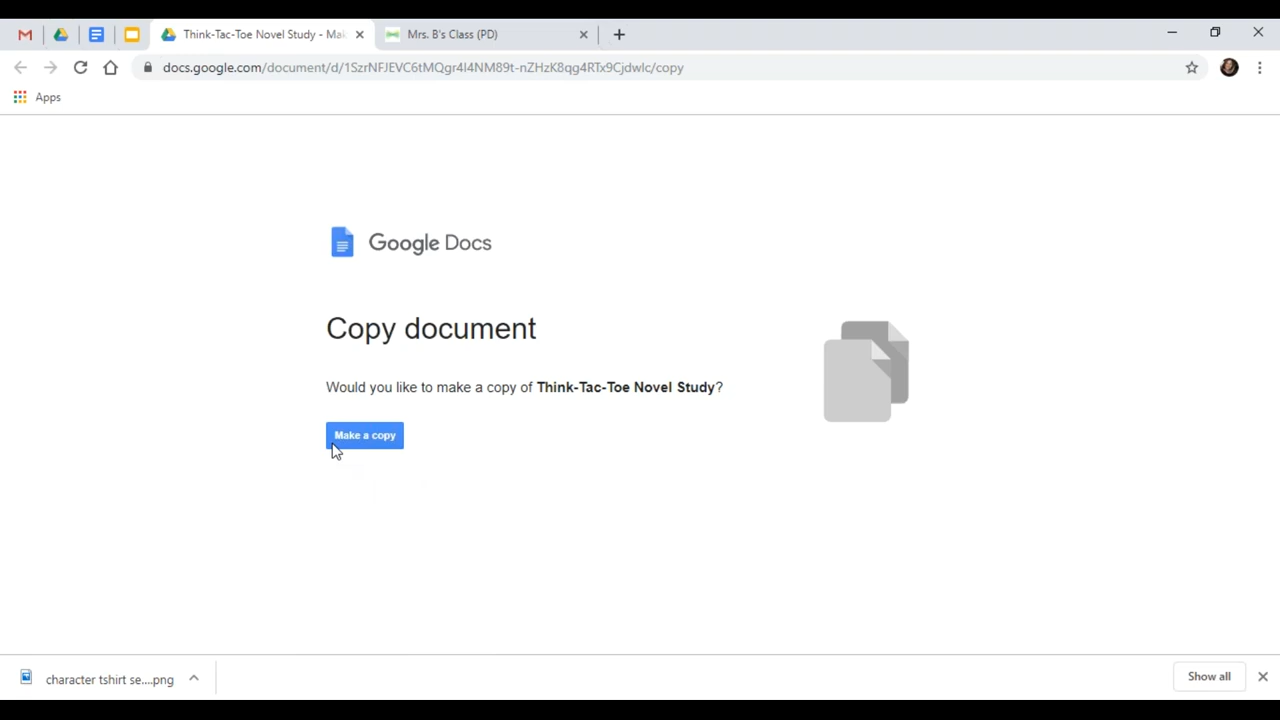 Think-Tac-Toe Novel Study - Mak
Mrs. B's Class (PD)
docs.google.com/document/d/1SzrNFJEVC6tMQgr4l4NM89t-nZHzK8qg4RTx9Cjdwlc/copy
Apps
Google Docs
Copy document
Would you like to make a copy of Think-Tac-Toe Novel Study?
Make a copy
character tshirt se....png
Show all